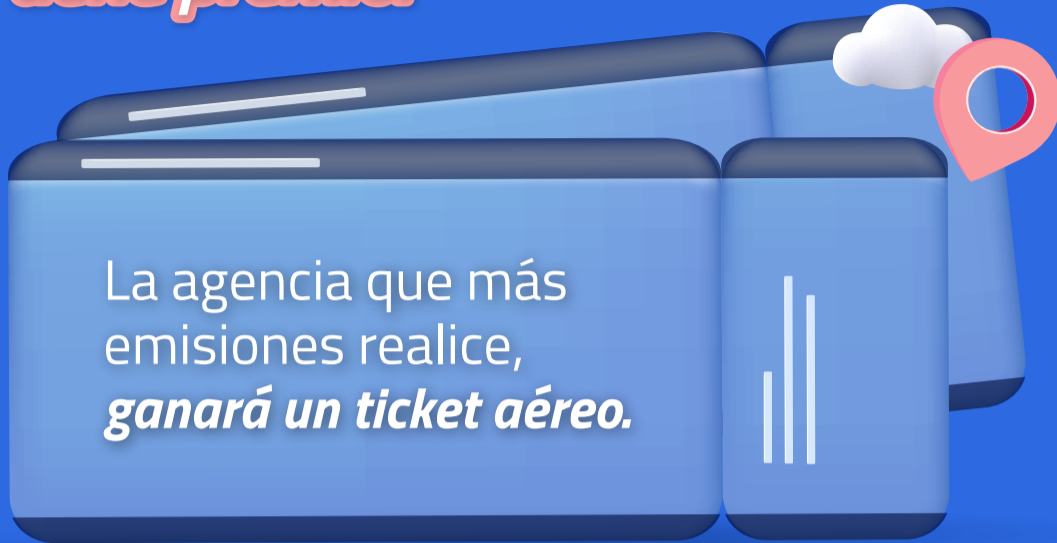 La agencia que más
emisiones realice,
ganará un ticket aéreo.